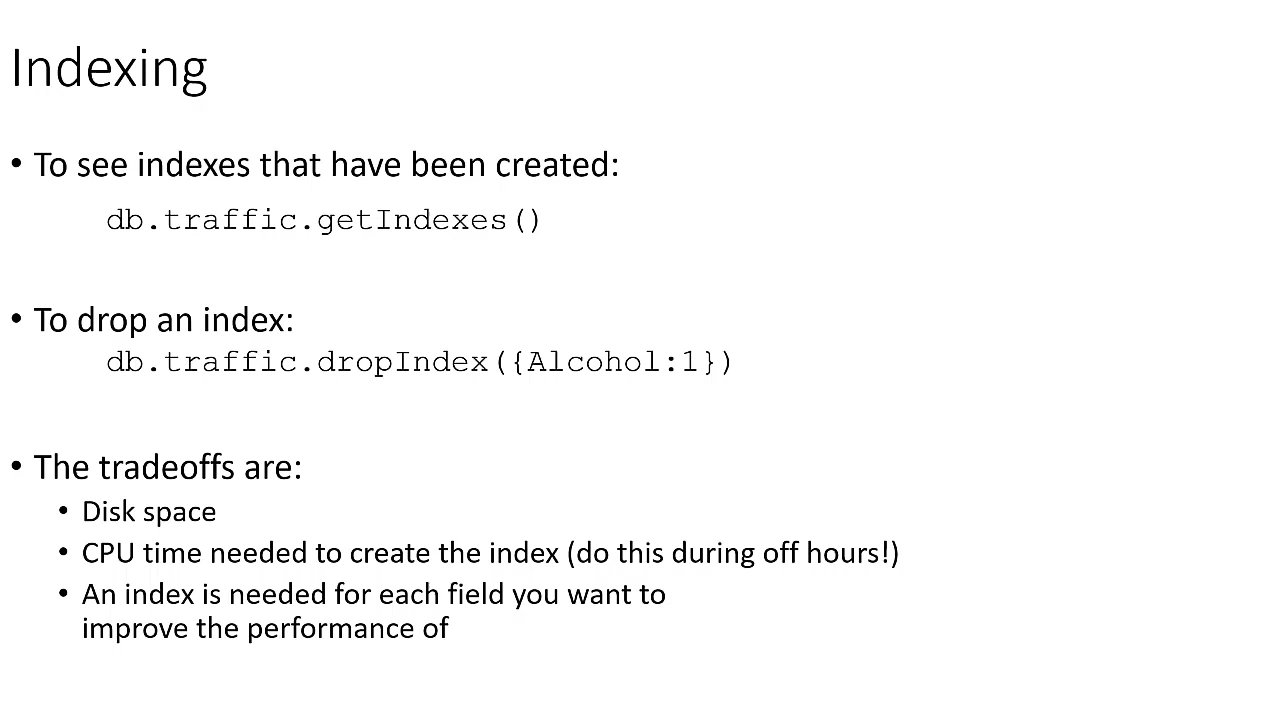 Indexing
• To see indexes that have been created:
db.traffic.getIndexes()
• To drop an index:
db.traffic.dropIndex({Alcohol:1})
• The tradeoffs are:
• Disk space
• CPU time needed to create the index (do this during off hours!)
• An index is needed for each field you want to
improve the performance of